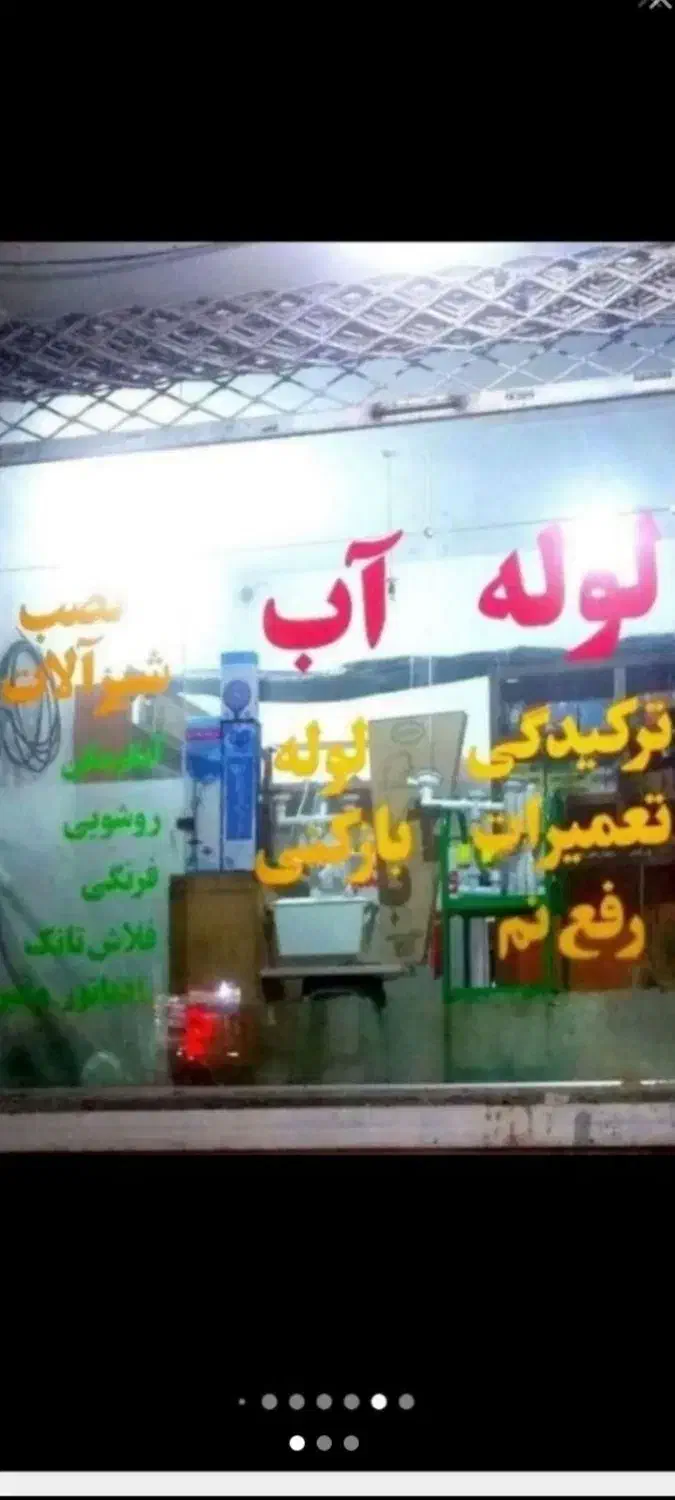 لوله آب
ترکیدگی
تعمیرات
رفع نم
لوله
بازکنی
نصب
شیرآلات
روشویی
فرنگی
فلاش تانک